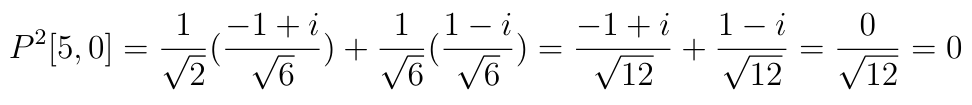 P^2[5,0] = \frac{1}{\sqrt{2}}(\frac{-1+i}{\sqrt{6}}) + \frac{1}{\sqrt{6}}(\frac{1-i}{\sqrt{6}}) = \frac{-1+i}{\sqrt{12}} + \frac{1-i}{\sqrt{12}} = \frac{0}{\sqrt{12}} = 0